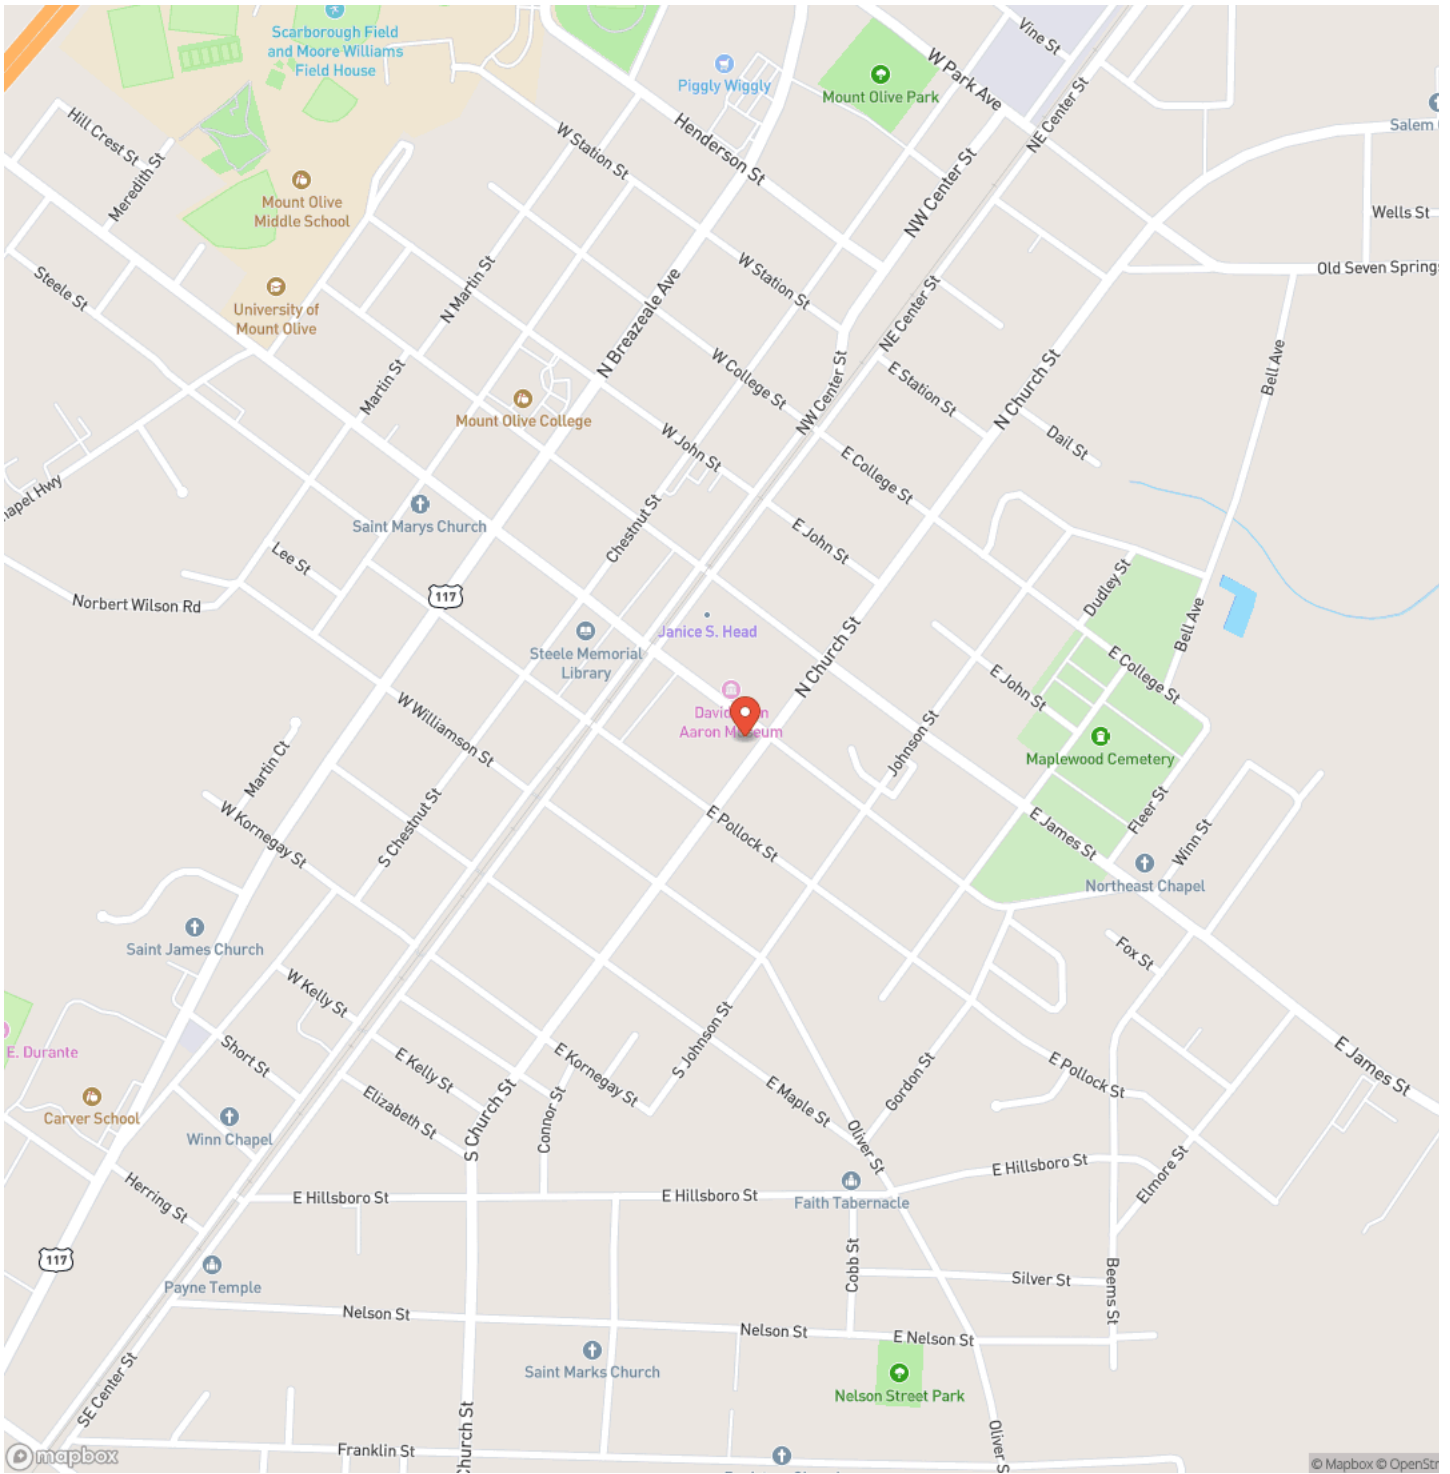 Scarborough Field
and Moore Williams
Field House
Piggly Wiggly
Mount Olive Park
W Park Ave
Vine St
NE Center St
Salem
Hill Crest St
Meredith St
W Station St
Henderson St
Mount Olive
Middle School
NW Center St
Wells St
Steele St
N Martin St
W Station St
Old Seven Springs
University of
Mount Olive
N Breazeale Ave
NE Center St
Martin St
W College St
NW Center St
E Station St
N Church St
Bell Ave
Mount Olive College
W John St
Dail St
E College St
Chapel Hwy
Saint Marys Church
Chestnut St
E John St
Lee St
Dudley St
117
Norbert Wilson Rd
Janice S. Head
Bell Ave
Steele Memorial
Library
N Church St
E College St
E John St
W Williamson St
Aaron Museum
Johnson St
Maplewood Cemetery
Martin Ct
S Chestnut St
W Kornegay St
E Pollock St
Fleer St
E James St
Winn St
Northeast Chapel
Saint James Church
Fox St
W Kelly St
E. Durante
Short St
E Kelly St
E Kornegay St
S Johnson St
E Pollock St
E James St
Carver School
Elizabeth St
S Church St
Connor St
E Maple St
Gordon St
Winn Chapel
Oliver St
Herring St
E Hillsboro St
E Hillsboro St
E Hillsboro St
Elmore St
Faith Tabernacle
117
Payne Temple
Cobb St
Silver St
Beems St
Nelson St
Nelson St
E Nelson St
Saint Marks Church
SE Center St
Nelson Street Park
Church St
Franklin St
Oliver S
mapbox
© Mapbox © OpenStr